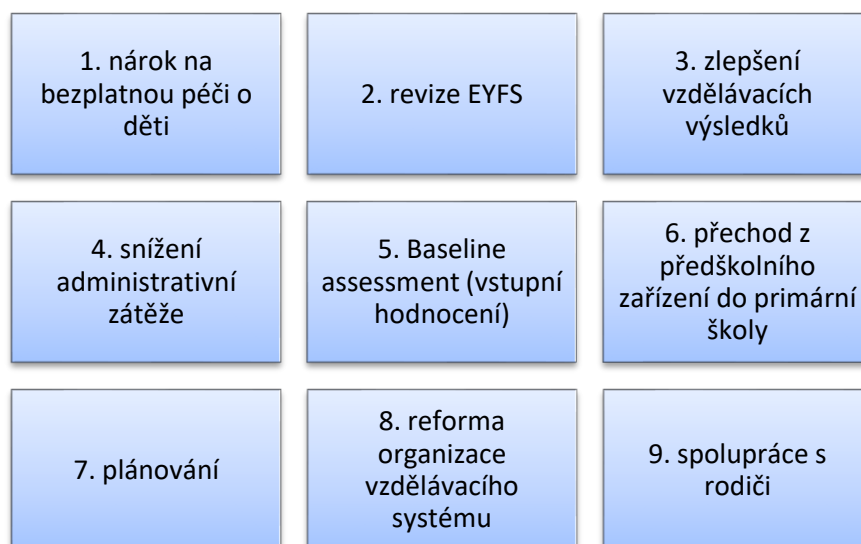 1. nárok na
bezplatnou péči o
děti
2. revize EYFS
3. zlepšení
vzdělávacích
výsledků
4. snížení
administrativní
zátěže
5. Baseline
assessment (vstupní
hodnocení)
6. přechod z
předškolního
zařízení do primární
školy
7. plánování
8. reforma
organizace
vzdělávacího
systému
9. spolupráce s
rodiči